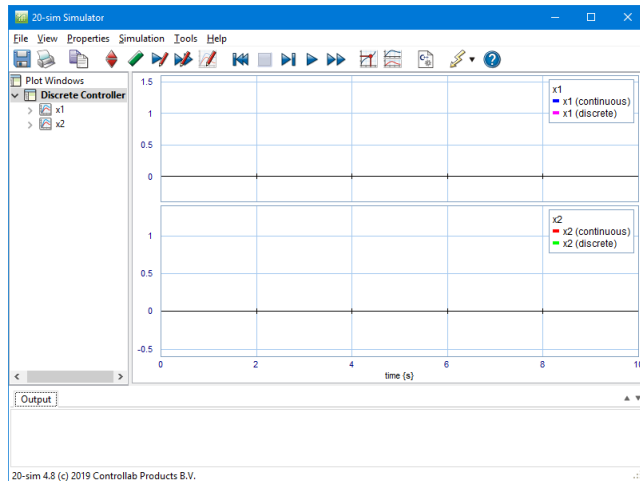 20-sim Simulator
File View Properties Simulation Tools Help
Plot Windows
Discrete Controller
x1
x2
1.5
1
0.5
0
x1
x1 (continuous)
x1 (discrete)
1
0.5
0
-0.5
x2
x2 (continuous)
x2 (discrete)
0 2 4 6 8 10
time {s}
Output
20-sim 4.8 (c) 2019 Controllab Products B.V.